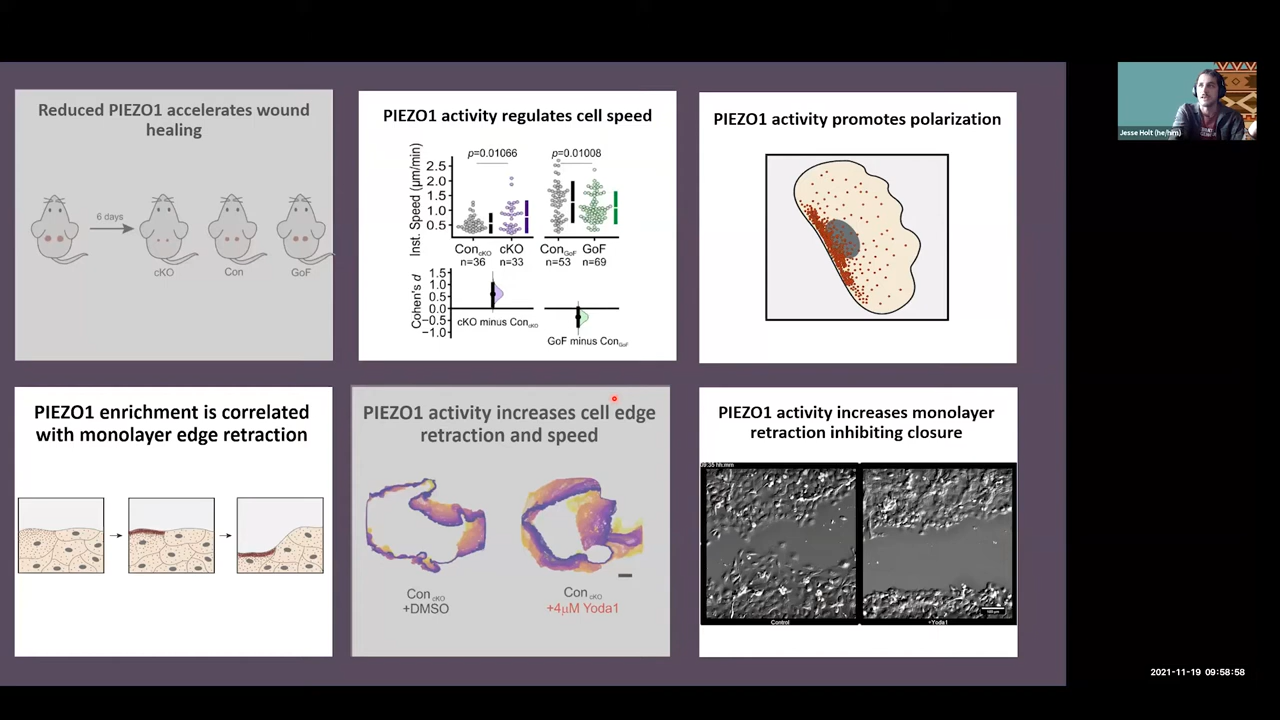 Reduced PIEZO1 accelerates wound
healing
6 days
cKO
Con
GoF
PIEZO1 activity regulates cell speed
p=0.01066
p=0.01008
Inst. Speed (μm/min)
2.5
2.0
1.5
1.0
0.5
Con cKO
cKO
Con GoF
GoF
n=36
n=33
n=53
n=69
Cohen's d
1.5
1.0
0.5
0.0
−0.5
−1.0
cKO minus Con cKO
GoF minus Con GoF
PIEZO1 activity promotes polarization
Jesse Holt (he/him)
PIEZO1 enrichment is correlated
with monolayer edge retraction
PIEZO1 activity increases cell edge
retraction and speed
Con cKO
+DMSO
Con cKO
+4μM Yoda1
PIEZO1 activity increases monolayer
retraction inhibiting closure
09:35 hh:mm
Control
+Yoda1
2021-11-19 09:58:58